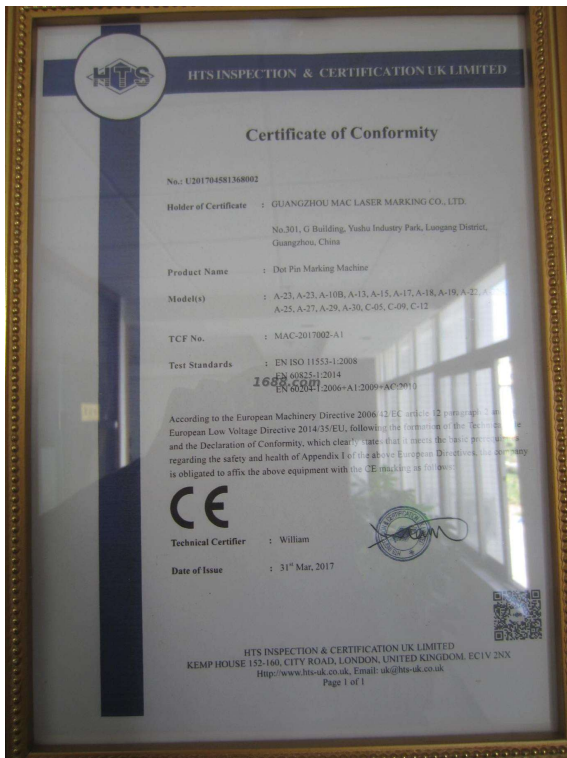 HTS
HTS INSPECTION & CERTIFICATION UK LIMITED
Certificate of Conformity
No.: U201704581368002
Holder of Certificate : GUANGZHOU MAC LASER MARKING CO., LTD.
No.301, G Building, Yusha Industry Park, Luogang District,
Guangzhou, China
Product Name : Dot Pin Marking Machine
Model(s) : A-23, A-23, A-10B, A-13, A-15, A-17, A-18, A-19, A-22,
A-25, A-27, A-29, A-30, C-05, C-09, C-12
TCF No. : MAC-2017002-A1
Test Standards : EN ISO 11553-1:2008
EN 60825-1:2014
1688.com
EN 60204-1:2006+A1:2009+AC:2010
According to the European Machinery Directive 2006/42/EC article 12 paragraph 2 and
European Low Voltage Directive 2014/35/EU, following the formation of the
and the Declaration of Conformity, which clearly states that it meets the basic
regarding the safety and health of Appendix I of the above European Directives, the company
is obligated to affix the above equipment with the CE marking as follows:
CE
Technical Certifier : William
Date of Issue : 31st Mar, 2017
HTS INSPECTION & CERTIFICATION UK LIMITED
KEMP HOUSE 152-160, CITY ROAD, LONDON, UNITED KINGDOM, EC1V 2NX
Http://www.hts-uk.co.uk, Email: uk@hts-uk.co.uk
Page 1 of 1